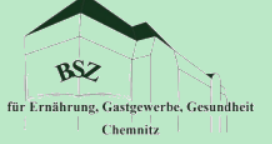 BSZ
für Ernährung, Gastgewerbe, Gesundheit
Chemnitz